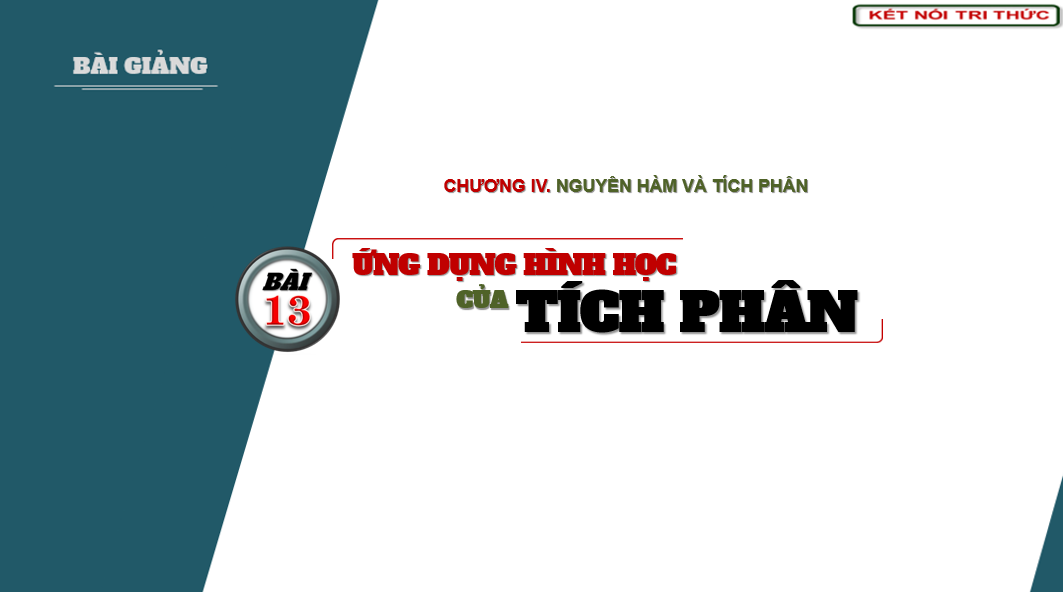 KẾT NỐI TRI THỨC
BÀI GIẢNG
CHƯƠNG IV. NGUYÊN HÀM VÀ TÍCH PHÂN
BÀI
13
ỨNG DỤNG HÌNH HỌC
CỦA TÍCH PHÂN